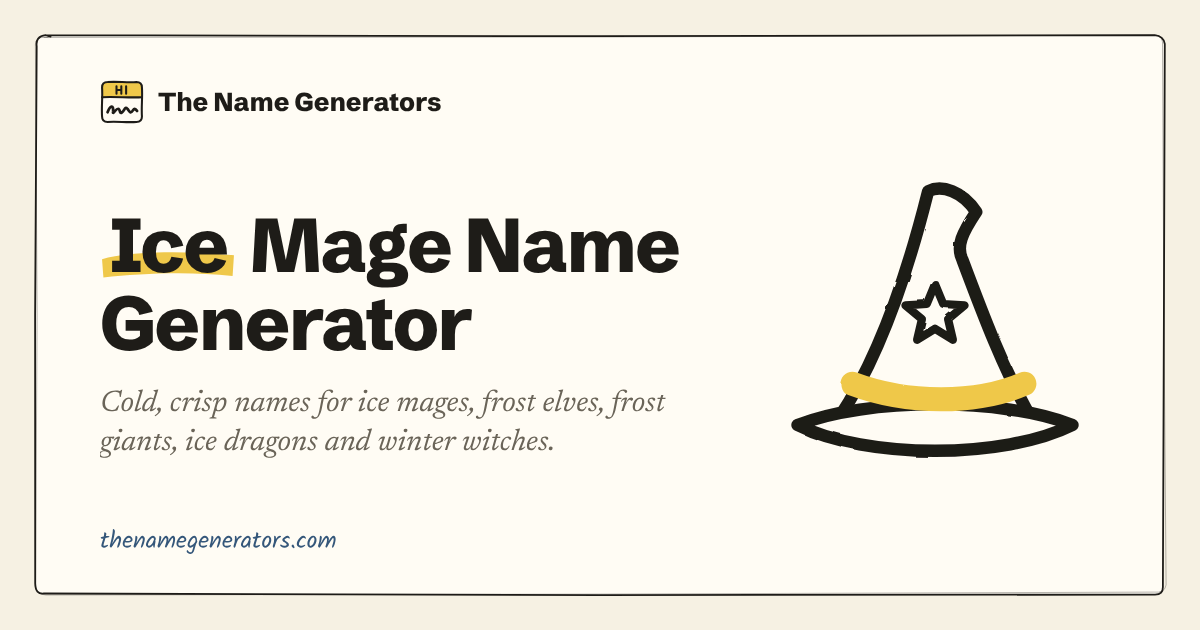 HI
The Name Generators
Ice Mage Name
Generator
Cold, crisp names for ice mages, frost elves, frost
giants, ice dragons and winter witches.
thenamegenerators.com